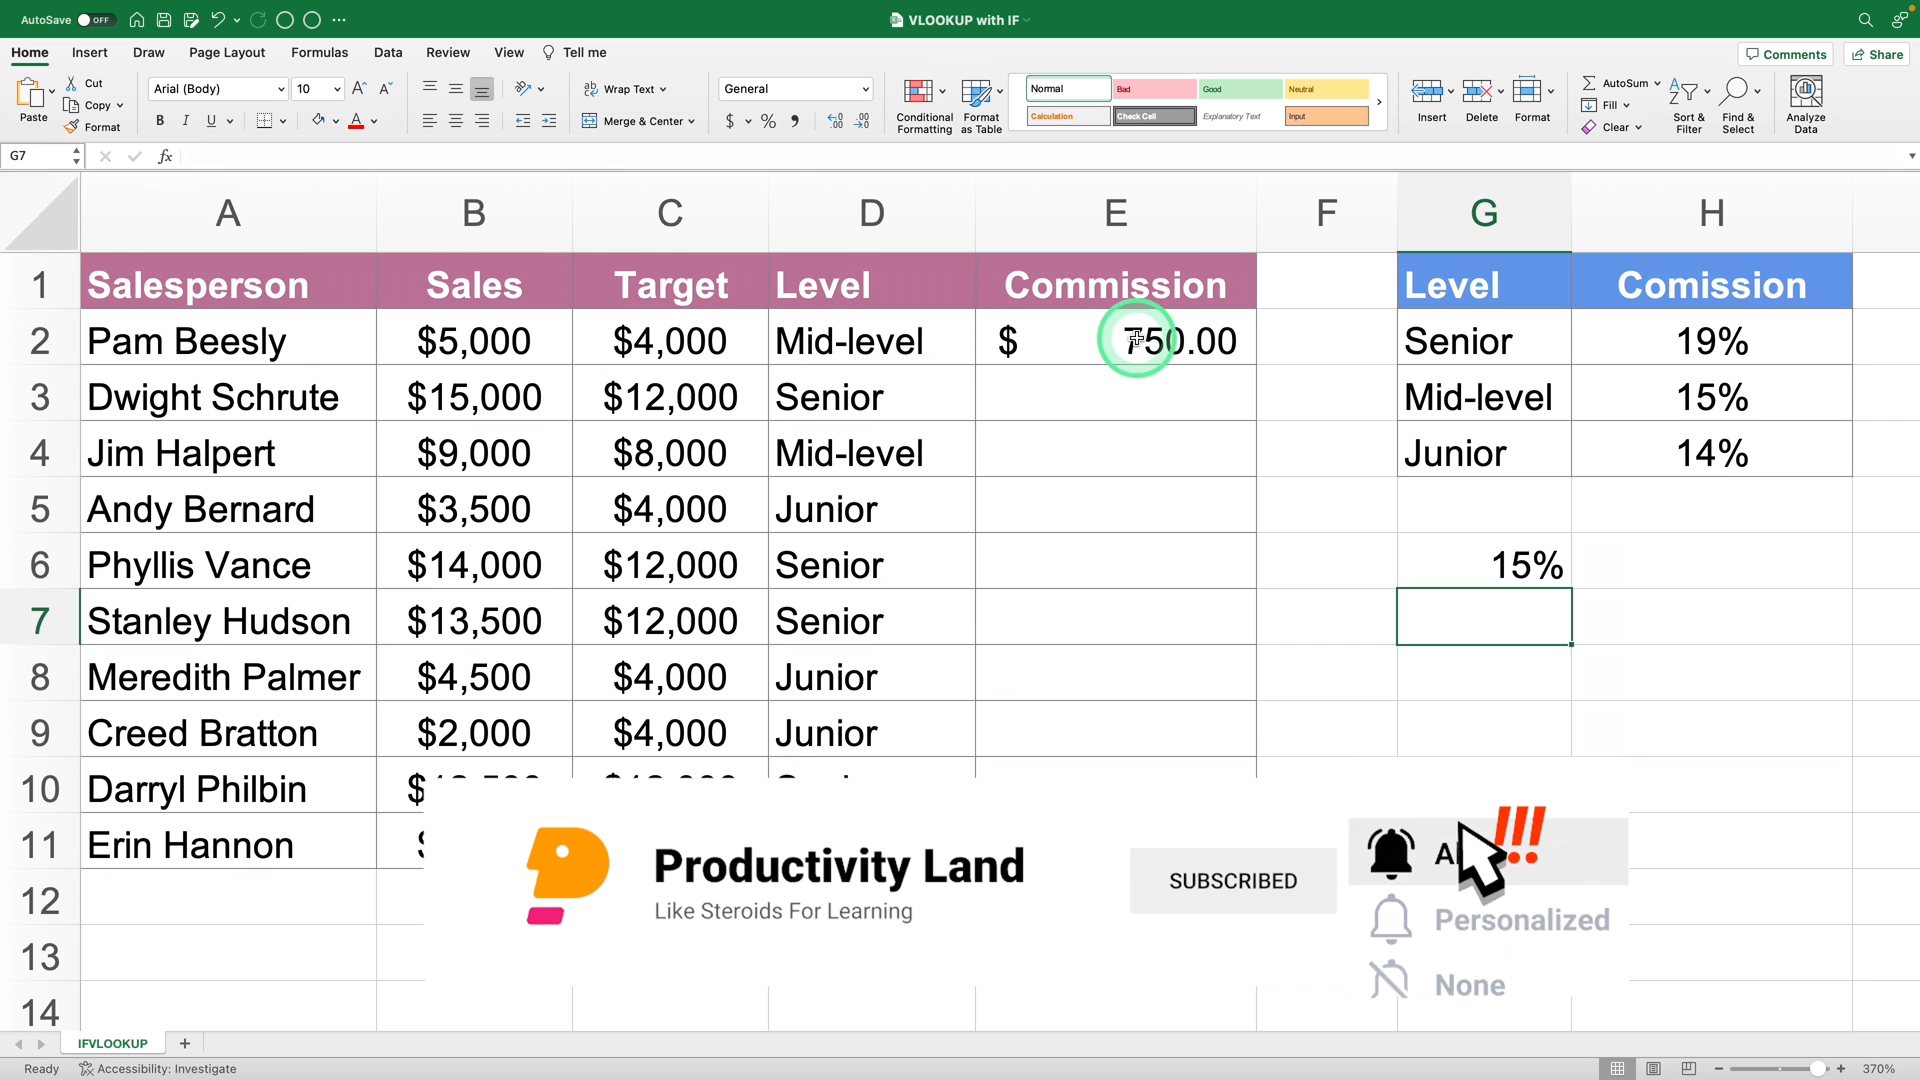 AutoSave OFF
VLOOKUP with IF
Home Insert Draw Page Layout Formulas Data Review View Tell me
Comments Share
Paste
Cut
Copy
Format
Arial (Body) 10
B I U
Wrap Text
Merge & Center
General
$ % ,
Conditional Formatting
Format as Table
Normal Bad Good Neutral
Calculation Check Cell Explanatory Text Input
Insert Delete Format
AutoSum
Fill
Clear
Sort & Filter
Find & Select
Analyze Data
G7 fx
A B C D E F G H
1 Salesperson Sales Target Level Commission Level Comission
2 Pam Beesly $5,000 $4,000 Mid-level $ 750.00 Senior 19%
3 Dwight Schrute $15,000 $12,000 Senior Mid-level 15%
4 Jim Halpert $9,000 $8,000 Mid-level Junior 14%
5 Andy Bernard $3,500 $4,000 Junior
6 Phyllis Vance $14,000 $12,000 Senior 15%
7 Stanley Hudson $13,500 $12,000 Senior
8 Meredith Palmer $4,500 $4,000 Junior
9 Creed Bratton $2,000 $4,000 Junior
10 Darryl Philbin
11 Erin Hannon
12
13
14
Productivity Land
Like Steroids For Learning
SUBSCRIBED
!!!
Personalized
None
IFVLOOKUP
Ready Accessibility: Investigate
370%